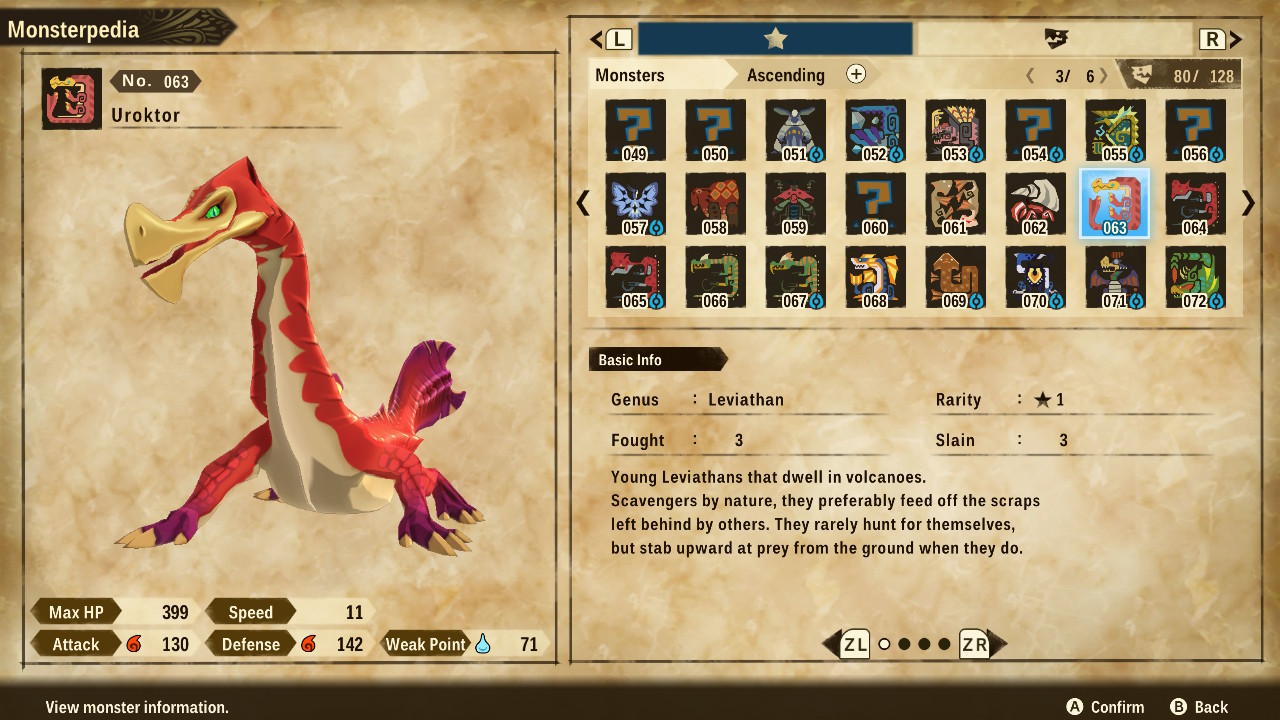 Monsterpedia
No. 063
Uroktor
Max HP 399 Speed 11
Attack 130 Defense 142 Weak Point 71
L R
Monsters Ascending + 3/ 6 80/ 128
? ? ? ?
049 050 051 052 053 054 055 056
?
057 058 059 060 061 062 063 064
065 066 067 068 069 070 071 072
Basic Info
Genus : Leviathan Rarity : ★ 1
Fought : 3 Slain : 3
Young Leviathans that dwell in volcanoes.
Scavengers by nature, they preferably feed off the scraps
left behind by others. They rarely hunt for themselves,
but stab upward at prey from the ground when they do.
ZL ZR
View monster information. A Confirm B Back